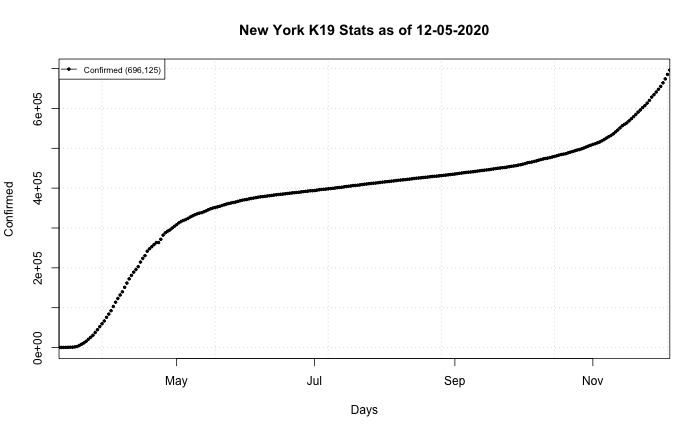 New York K19 Stats as of 12-05-2020
Confirmed (696,125)
6e+05
4e+05
2e+05
0e+00
Confirmed
May Jul Sep Nov
Days